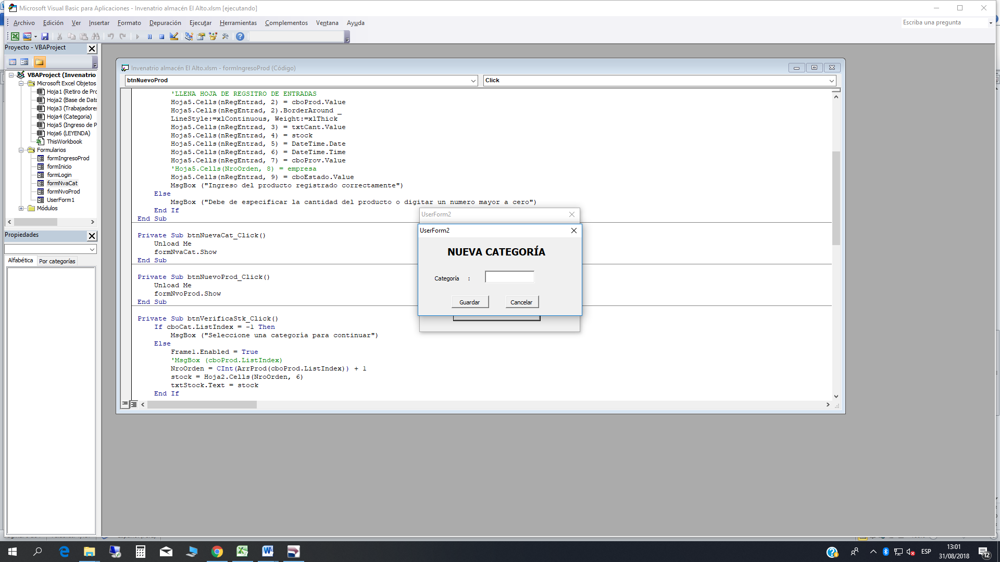 Microsoft Visual Basic para Aplicaciones - Invenatrio almacén El Alto.xlsm [ejecutando]
Archivo Edición Ver Insertar Formato Depuración Ejecutar Herramientas Complementos Ventana Ayuda
Escriba una pregunta
Proyecto - VBAProject
VBAProject (Invenatrio
Microsoft Excel Objetos
Hoja1 (Retiro de Pro
Hoja2 (Base de Dato
Hoja3 (Trabajadores
Hoja4 (Categoria)
Hoja5 (Ingreso de P
Hoja6 (LEYENDA)
ThisWorkbook
Formularios
formIngresoProd
formInicio
formLogin
formNvaCat
formNvoProd
UserForm1
Módulos
Propiedades
Alfabética Por categorías
Invenatrio almacén El Alto.xlsm - formIngresoProd (Código)
btnNuevoProd Click
'LLENA HOJA DE REGSITRO DE ENTRADAS
Hoja5.Cells(nRegEntrad, 2) = cboProd.Value
Hoja5.Cells(nRegEntrad, 2).BorderAround _
LineStyle:=xlContinuous, Weight:=xlThick
Hoja5.Cells(nRegEntrad, 3) = txtCant.Value
Hoja5.Cells(nRegEntrad, 4) = stock
Hoja5.Cells(nRegEntrad, 5) = DateTime.Date
Hoja5.Cells(nRegEntrad, 6) = DateTime.Time
Hoja5.Cells(nRegEntrad, 7) = cboProv.Value
'Hoja5.Cells(NroOrden, 8) = empresa
Hoja5.Cells(nRegEntrad, 9) = cboEstado.Value
MsgBox ("Ingreso del producto registrado correctamente")
Else
MsgBox ("Debe de especificar la cantidad del producto o digitar un numero mayor a cero")
End If
End Sub
Private Sub btnNuevaCat_Click()
Unload Me
formNvaCat.Show
End Sub
Private Sub btnNuevoProd_Click()
Unload Me
formNvoProd.Show
End Sub
Private Sub btnVerificaStk_Click()
If cboCat.ListIndex = -1 Then
MsgBox ("Seleccione una categoría para continuar")
Else
Frame1.Enabled = True
'MsgBox (cboProd.ListIndex)
NroOrden = CInt(ArrProd(cboProd.ListIndex)) + 1
stock = Hoja2.Cells(NroOrden, 6)
txtStock.Text = stock
End If
UserForm2
UserForm2
NUEVA CATEGORÍA
Categoría :
Guardar Cancelar
ESP
13:01
31/08/2018
12